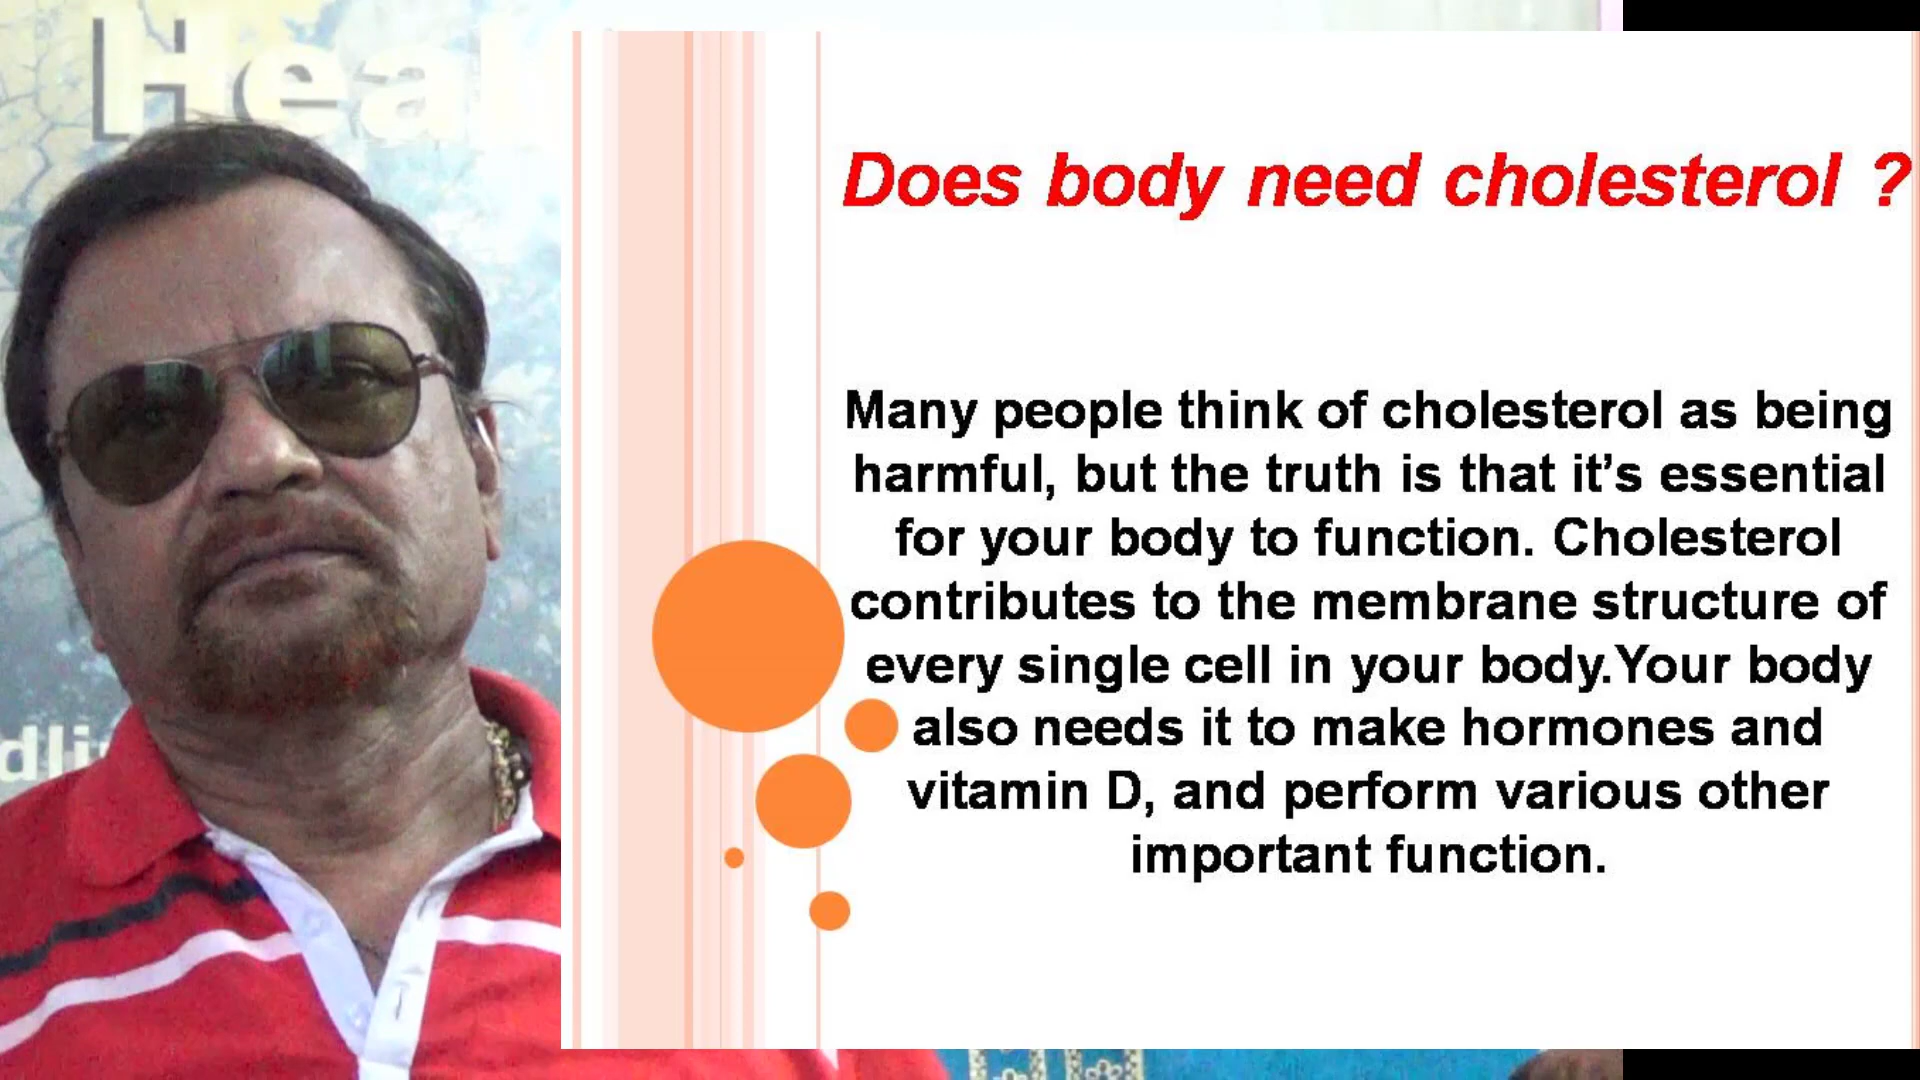 Heal
Does body need cholesterol ?
Many people think of cholesterol as being
harmful, but the truth is that it’s essential
for your body to function. Cholesterol
contributes to the membrane structure of
every single cell in your body.Your body
also needs it to make hormones and
vitamin D, and perform various other
important function.
dli